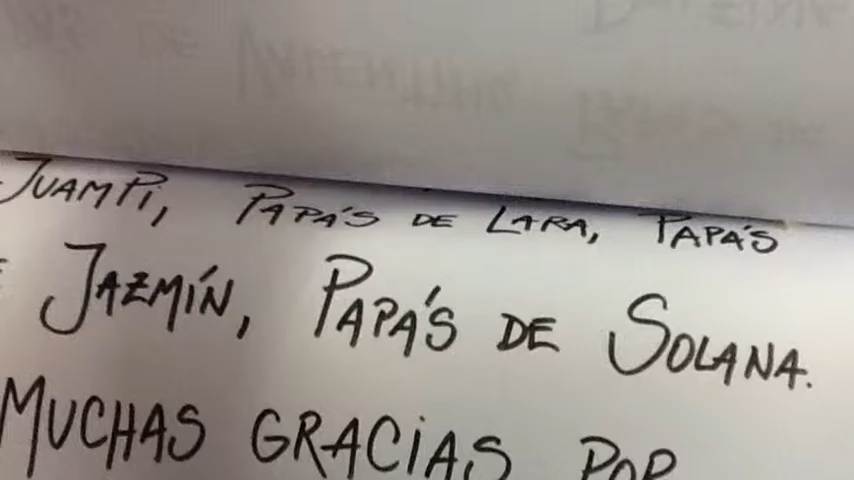 JUAMPI, PAPÁS DE LARA, PAPÁS
JAZMÍN, PAPÁS DE SOLANA.
MUCHAS GRACIAS POR